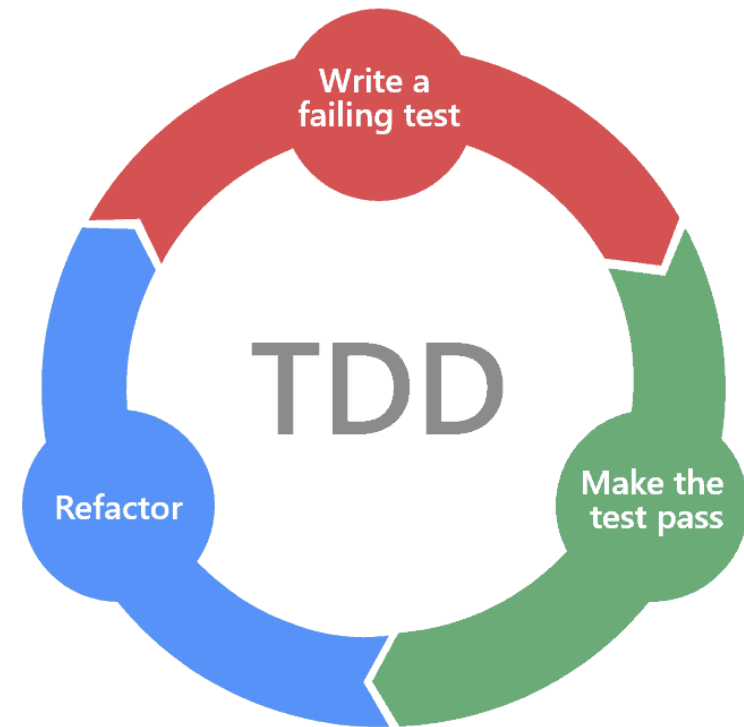 Write a
failing test
TDD
Make the
test pass
Refactor